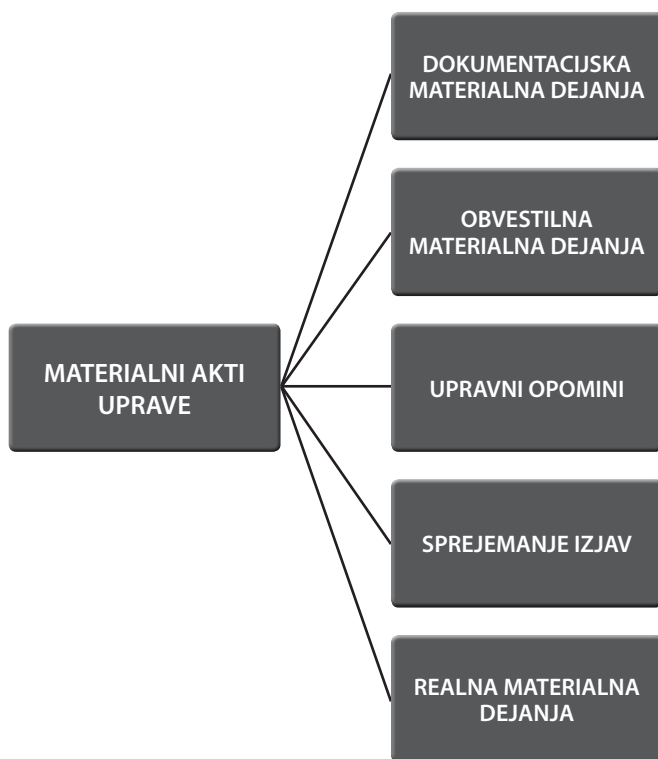 MATERIALNI AKTI
UPRAVE
DOKUMENTACIJSKA
MATERIALNA DEJANJA
OBVESTILNA
MATERIALNA DEJANJA
UPRAVNI OPOMINI
SPREJEMANJE IZJAV
REALNA MATERIALNA
DEJANJA